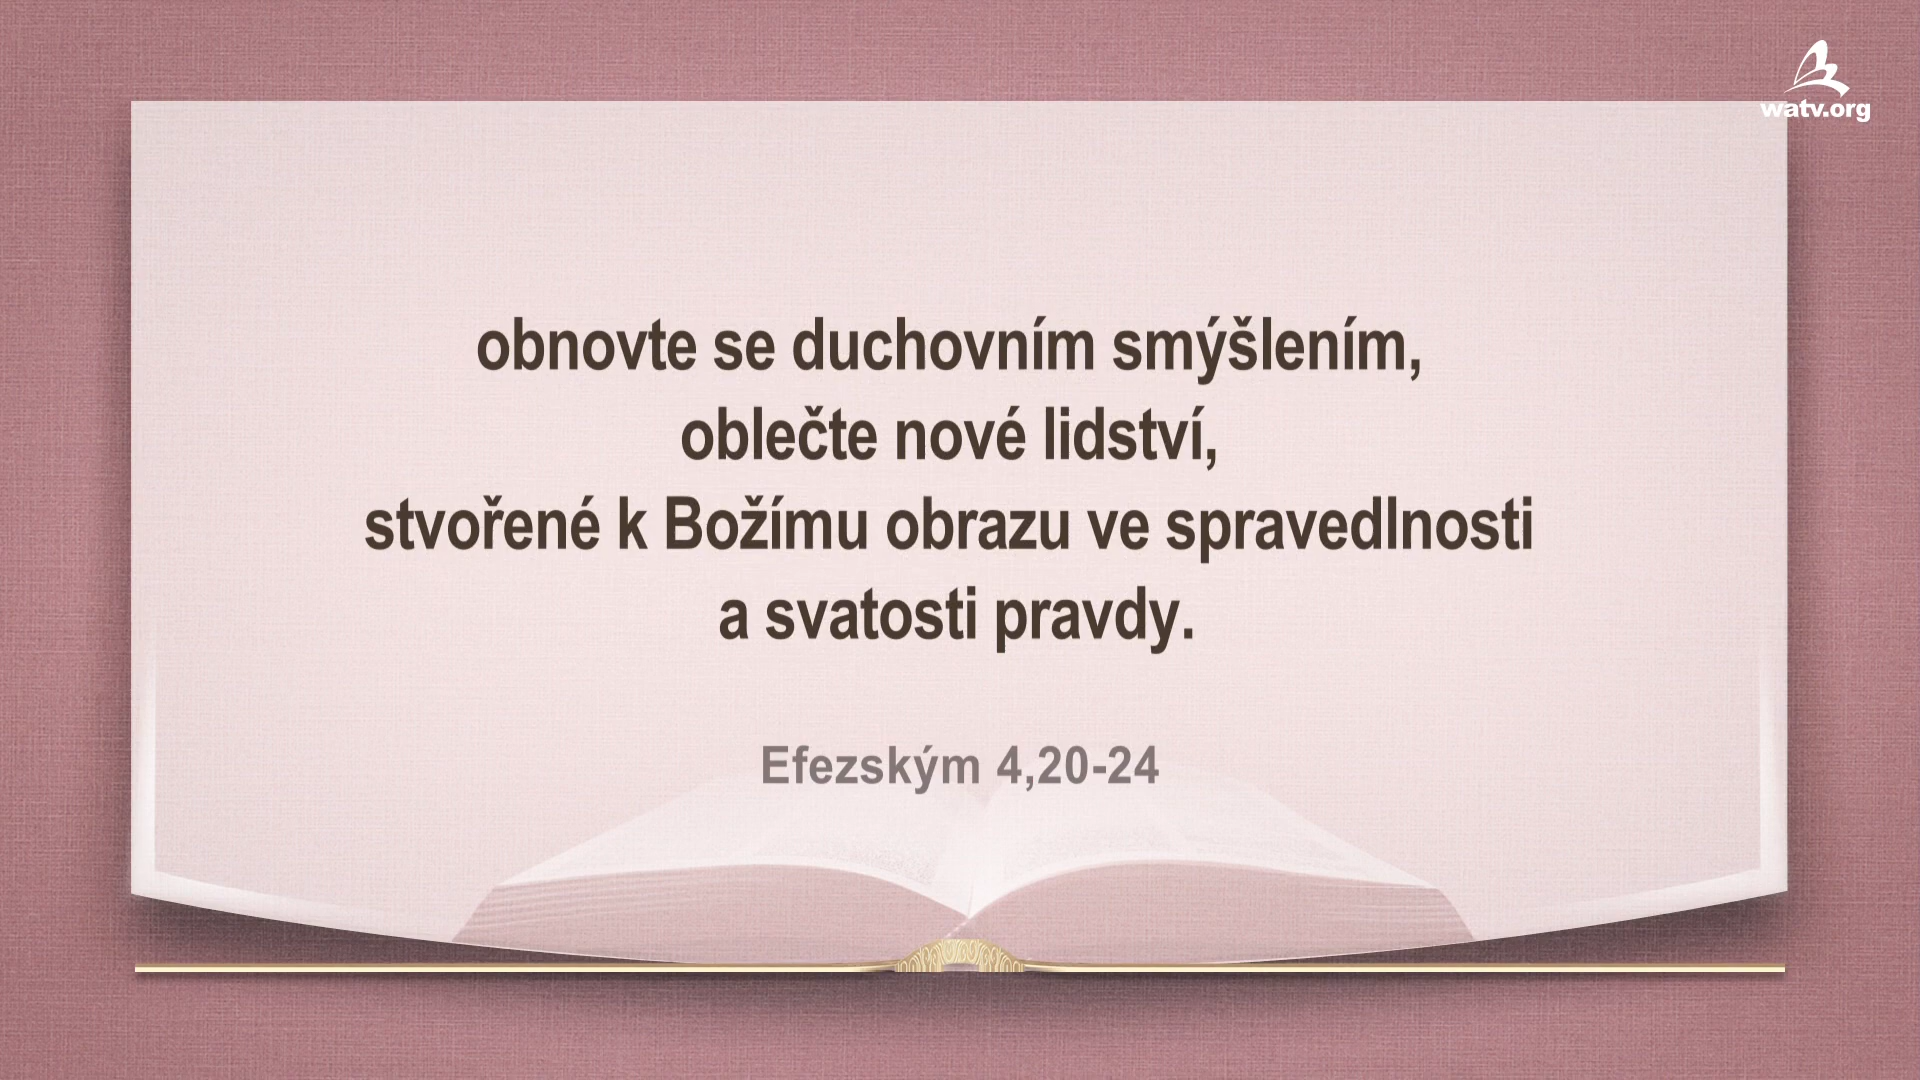 watv.org
obnovte se duchovním smýšlením,
oblečte nové lidství,
stvořené k Božímu obrazu ve spravedlnosti
a svatosti pravdy.
Efezským 4,20-24